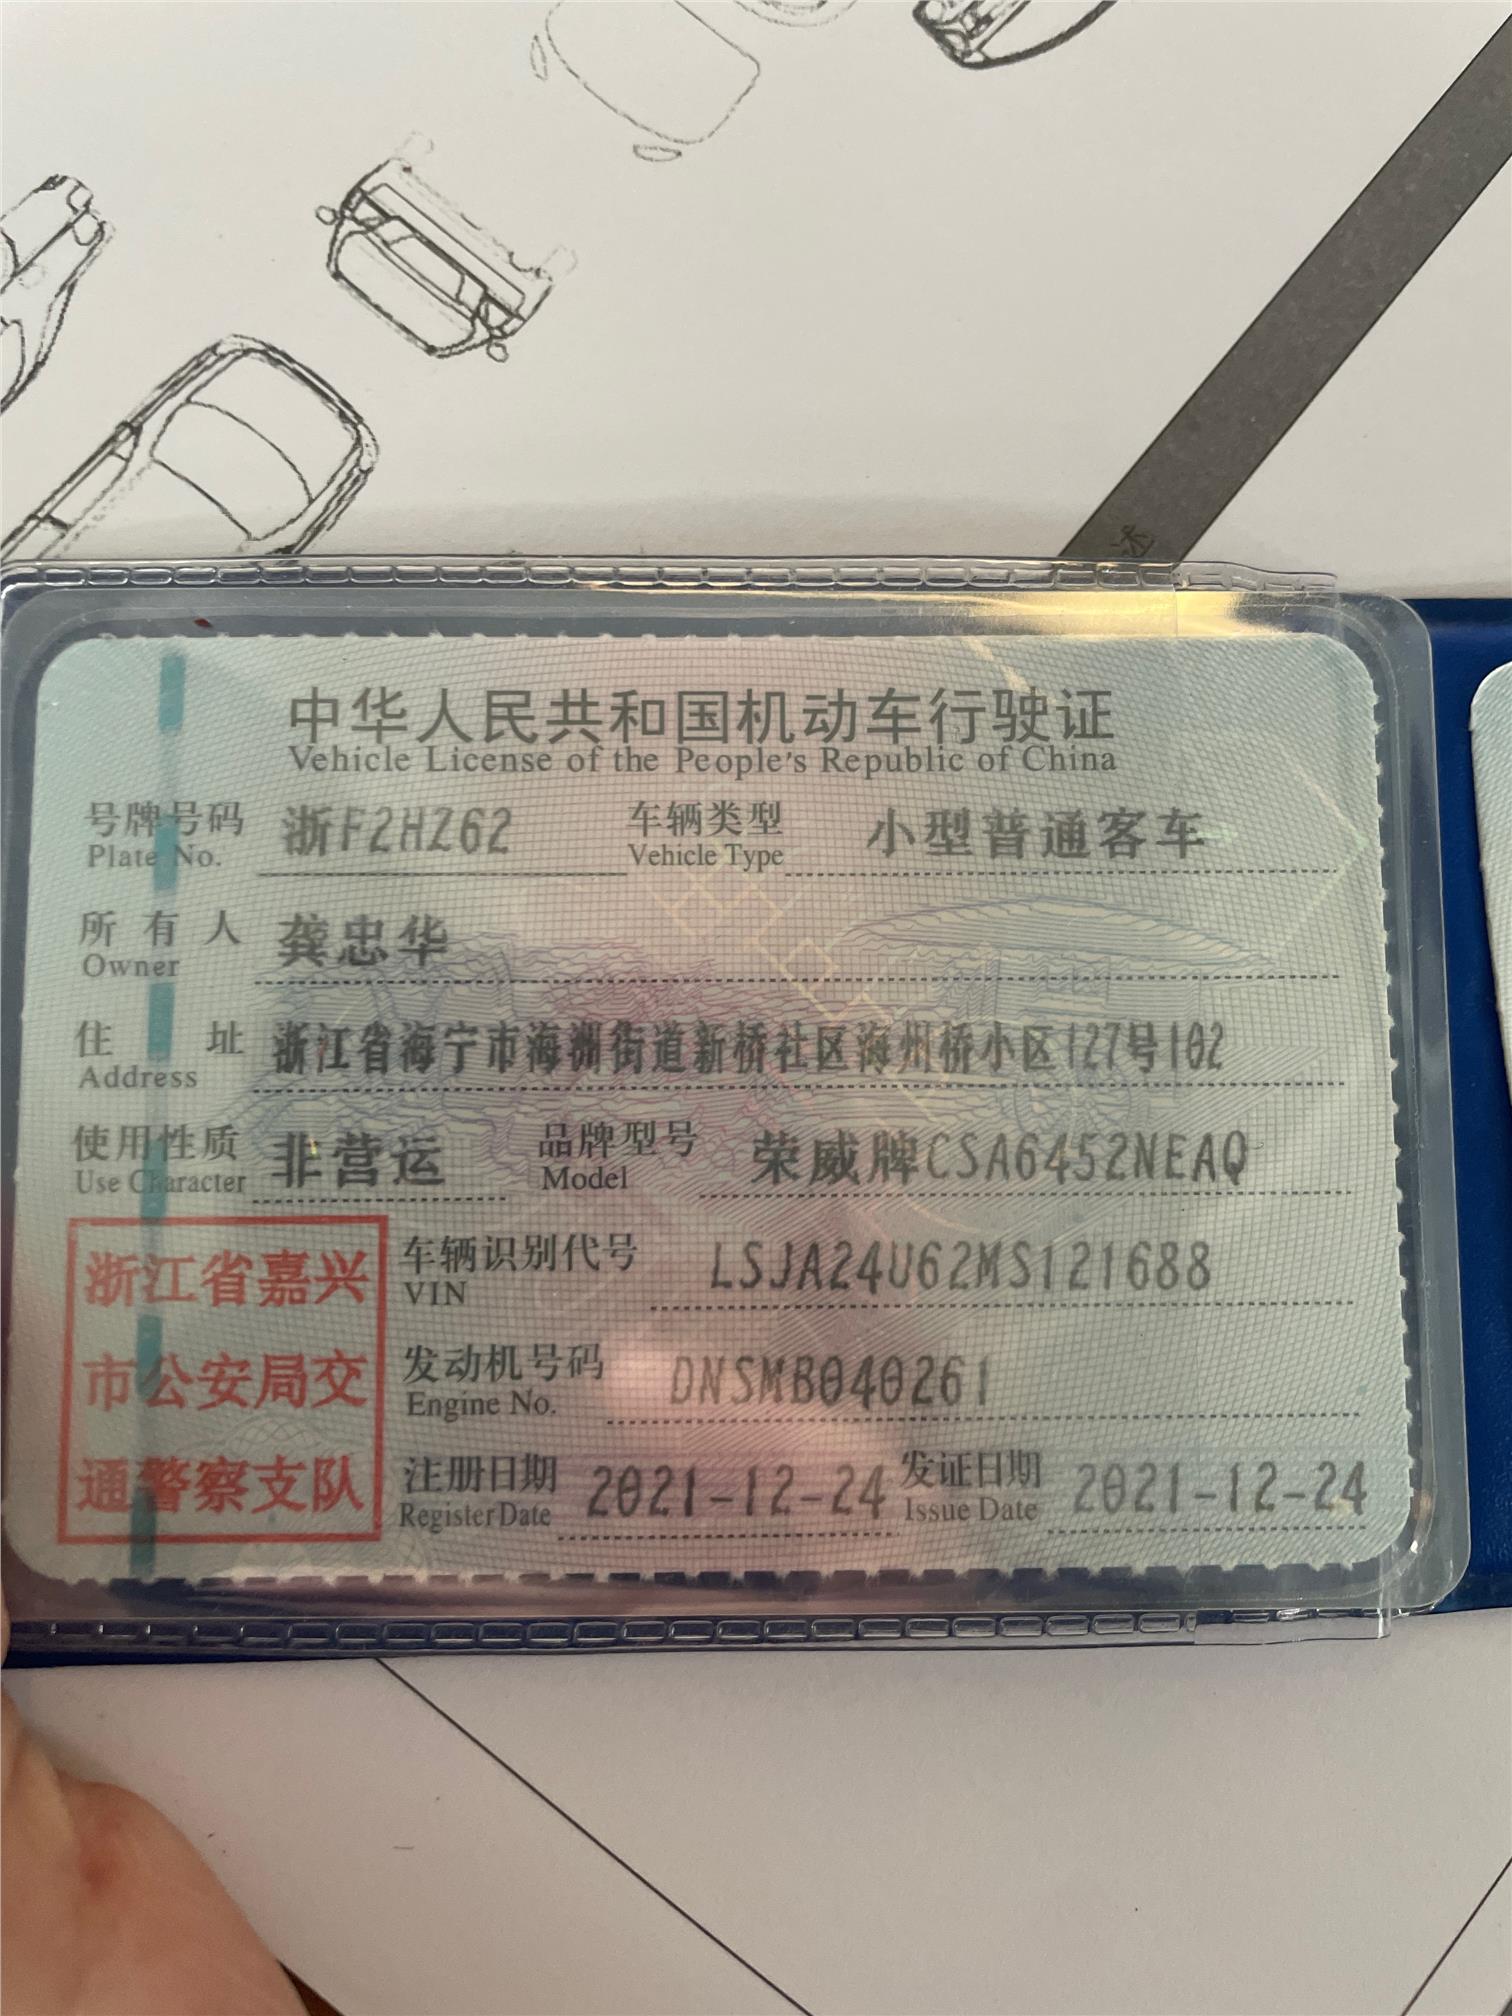 述
中华人民共和国机动车行驶证
Vehicle License of the People's Republic of China
号牌号码 浙F2HZ62 车辆类型 小型普通客车
Plate No. Vehicle Type
所有人 龚忠华
Owner
住址 浙江省海宁市海洲街道新桥社区海州桥小区127号102
Address
使用性质 非营运 品牌型号 荣威牌CSA6452NEAQ
Use Character Model
浙江省嘉兴
市公安局交
通警察支队
车辆识别代号 LSJA24U62MS121688
VIN
发动机号码 DNSMB040261
Engine No.
注册日期 2021-12-24 发证日期 2021-12-24
Register Date Issue Date